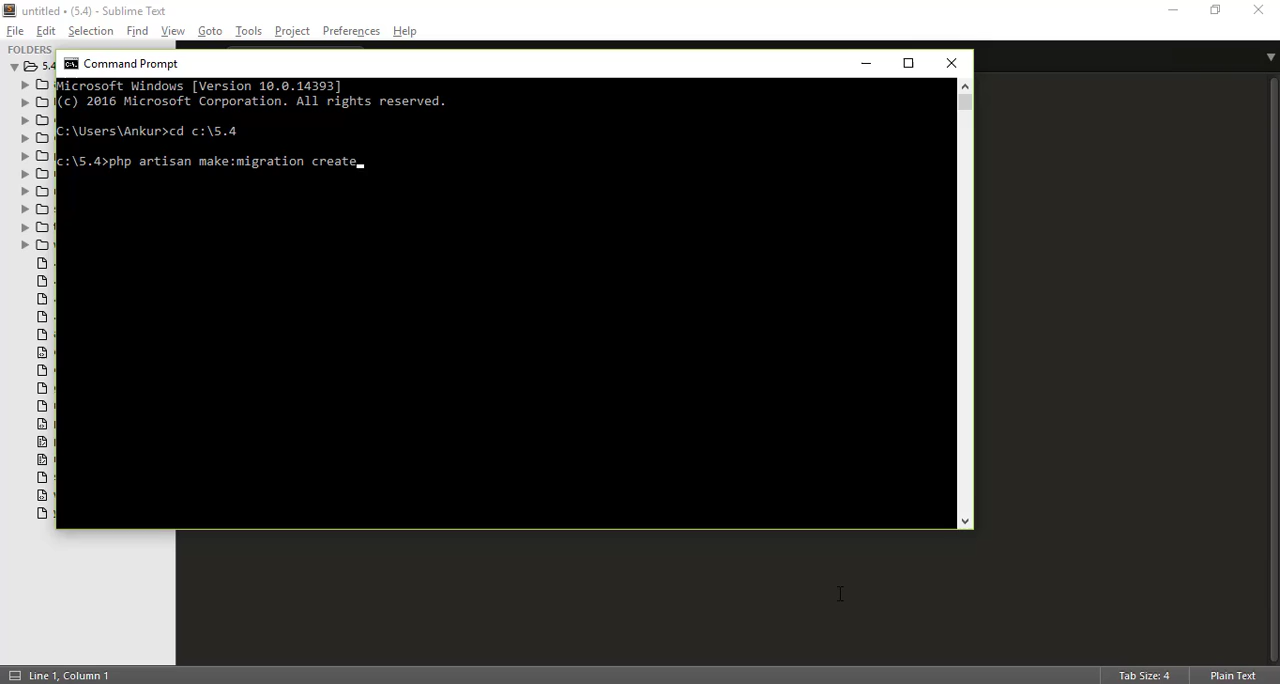 untitled • (5.4) - Sublime Text
File Edit Selection Find View Goto Tools Project Preferences Help
FOLDERS
5.4
Command Prompt
Microsoft Windows [Version 10.0.14393]
(c) 2016 Microsoft Corporation. All rights reserved.
C:\Users\Ankur>cd c:\5.4
c:\5.4>php artisan make:migration create_
Line 1, Column 1
Tab Size: 4
Plain Text